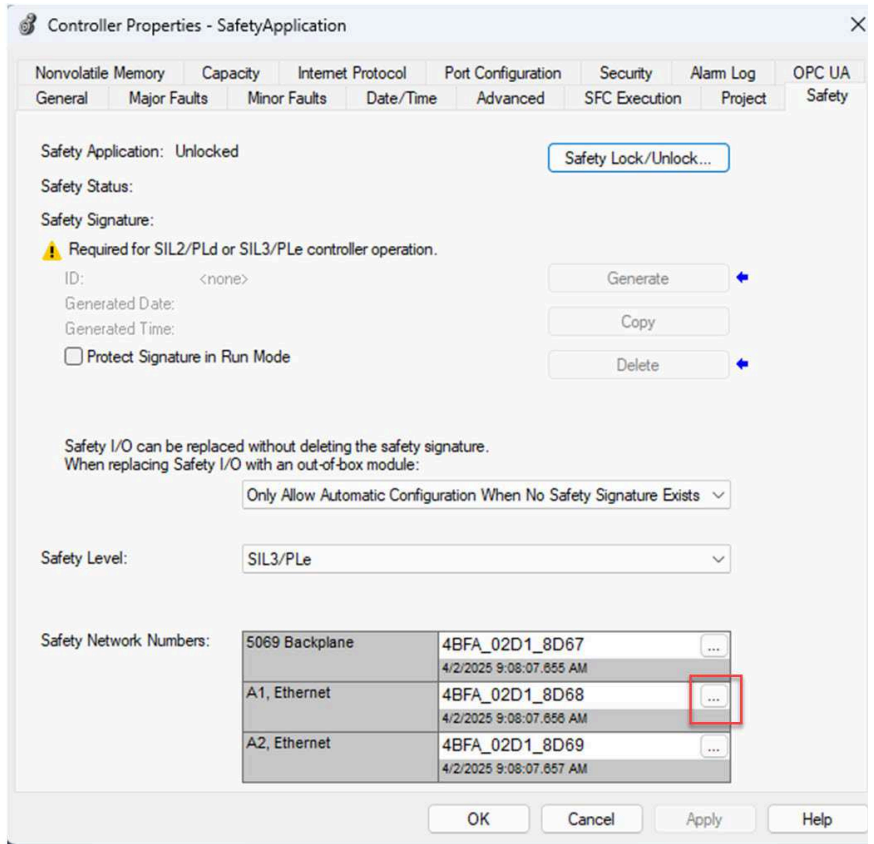 Controller Properties - SafetyApplication
Nonvolatile Memory Capacity Internet Protocol Port Configuration Security Alarm Log OPC UA
General Major Faults Minor Faults Date/Time Advanced SFC Execution Project Safety
Safety Application: Unlocked
Safety Lock/Unlock...
Safety Status:
Safety Signature:
Required for SIL2/PLd or SIL3/PLe controller operation.
ID: <none>
Generate
Generated Date:
Generated Time:
Copy
Protect Signature in Run Mode
Delete
Safety I/O can be replaced without deleting the safety signature.
When replacing Safety I/O with an out-of-box module:
Only Allow Automatic Configuration When No Safety Signature Exists
Safety Level: SIL3/PLe
Safety Network Numbers: 5069 Backplane 4BFA_02D1_8D67 ...
4/2/2025 9:08:07.655 AM
A1, Ethernet 4BFA_02D1_8D68 ...
4/2/2025 9:08:07.656 AM
A2, Ethernet 4BFA_02D1_8D69 ...
4/2/2025 9:08:07.657 AM
OK Cancel Apply Help